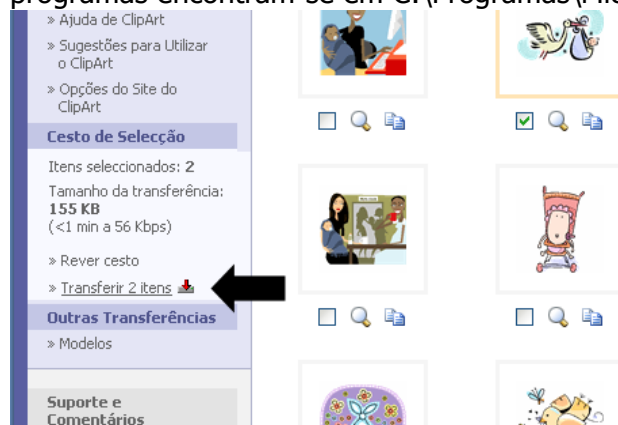 programas encontram-se em C:\Programas\Mic
» Ajuda de ClipArt
» Sugestões para Utilizar
o ClipArt
» Opções do Site do
ClipArt
Cesto de Selecção
Itens seleccionados: 2
Tamanho da transferência:
155 KB
(<1 min a 56 Kbps)
» Rever cesto
» Transferir 2 itens
Outras Transferências
» Modelos
Suporte e
Comentários